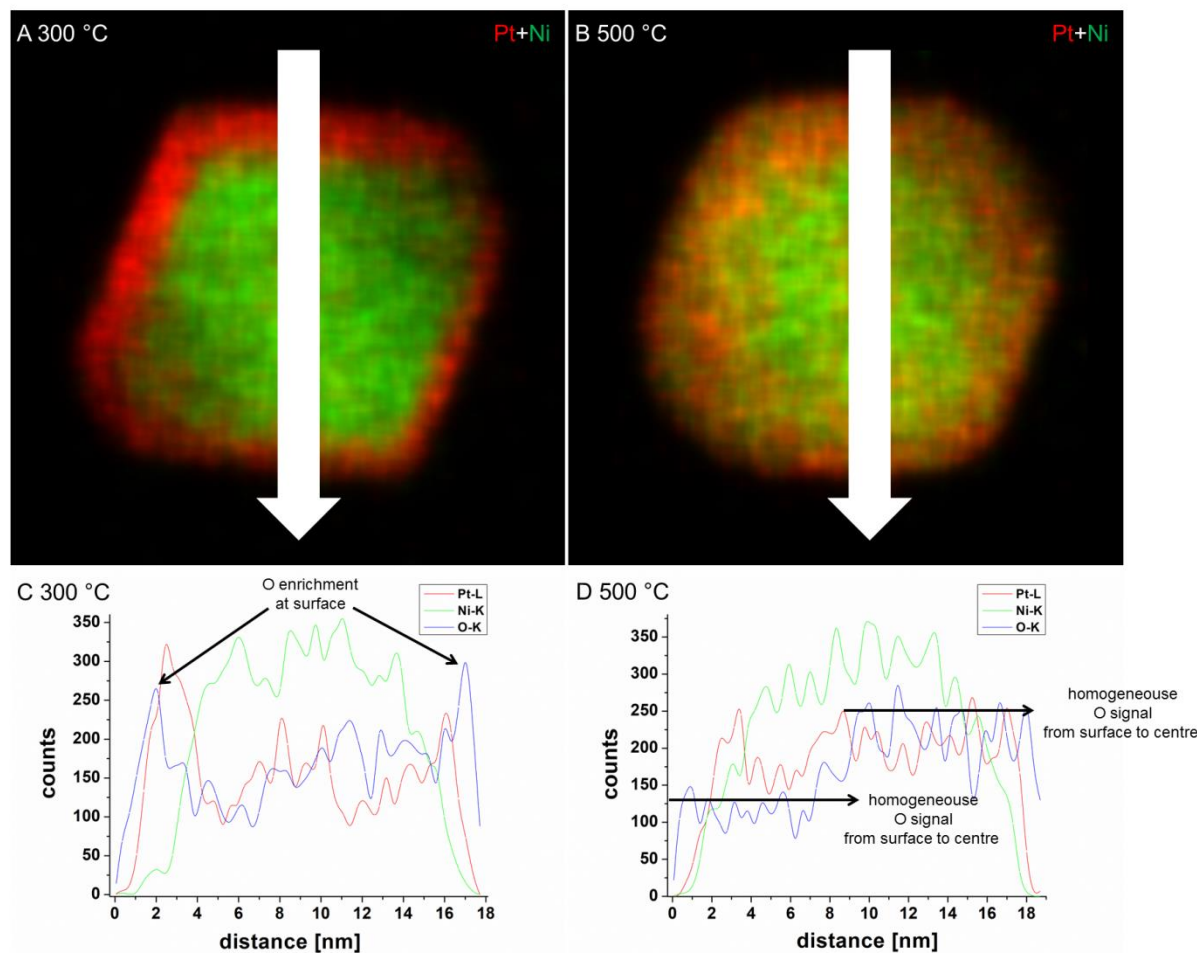 A 300 °C
Pt+Ni
B 500 °C
Pt+Ni
C 300 °C
O enrichment
at surface
Pt-L
Ni-K
O-K
350
300
250
200
150
100
50
0
counts
0 2 4 6 8 10 12 14 16 18
distance [nm]
D 500 °C
Pt-L
Ni-K
O-K
homogeneouse
O signal
from surface to centre
homogeneouse
O signal
from surface to centre
350
300
250
200
150
100
50
0
counts
0 2 4 6 8 10 12 14 16 18
distance [nm]